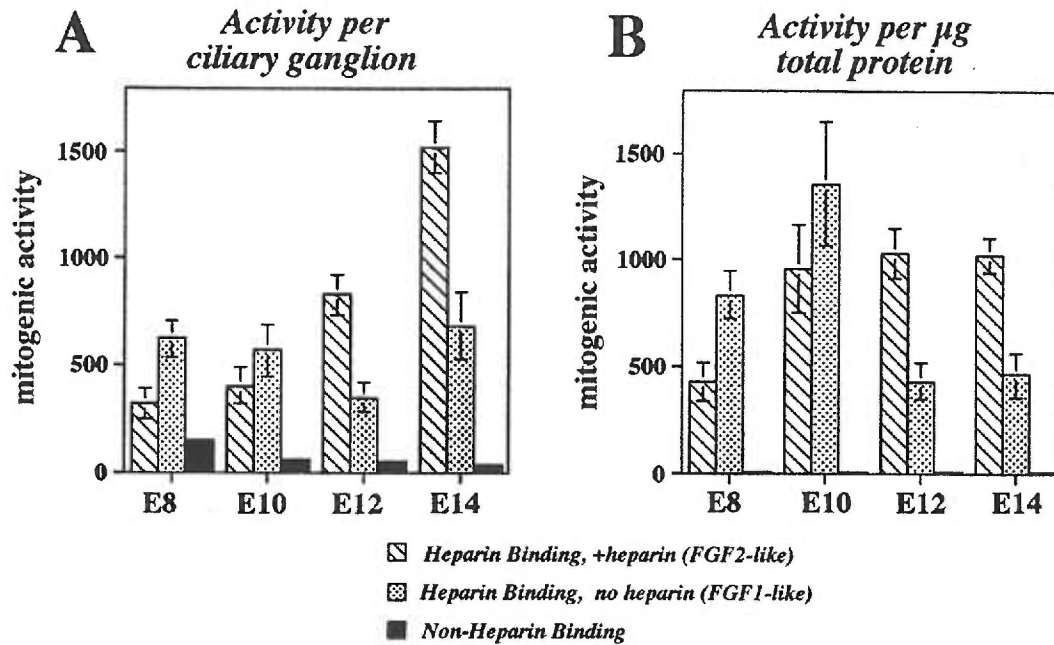 A
Activity per
ciliary ganglion
mitogenic activity
1500
1000
500
0
E8 E10 E12 E14
B
Activity per µg
total protein
mitogenic activity
1500
1000
500
0
E8 E10 E12 E14
Heparin Binding, +heparin (FGF2-like)
Heparin Binding, no heparin (FGF1-like)
Non-Heparin Binding